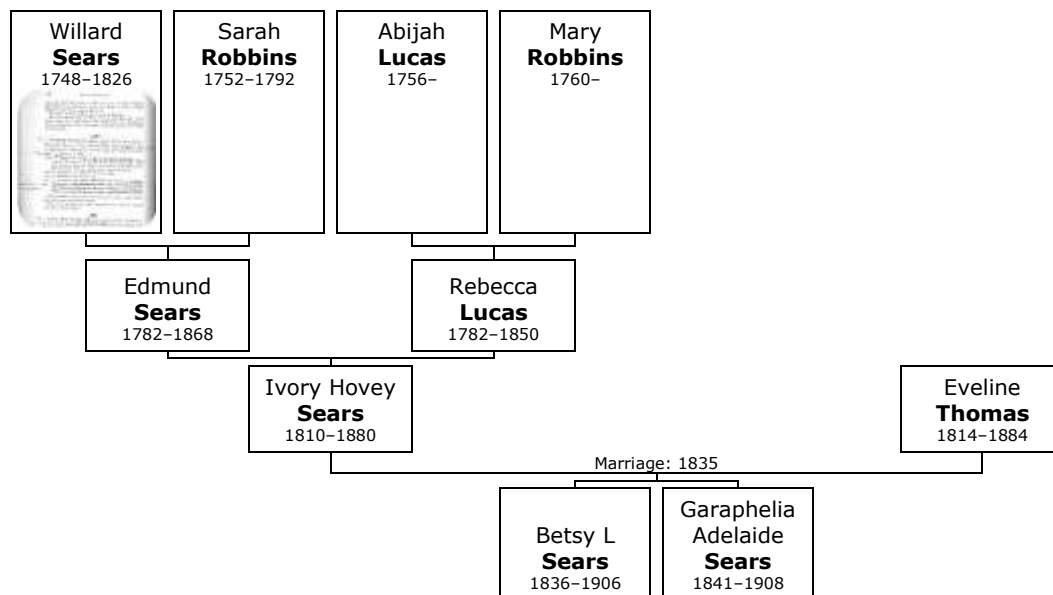 Willard
Sears
1748–1826
Sarah
Robbins
1752–1792
Abijah
Lucas
1756–
Mary
Robbins
1760–
Edmund
Sears
1782–1868
Rebecca
Lucas
1782–1850
Ivory Hovey
Sears
1810–1880
Eveline
Thomas
1814–1884
Marriage: 1835
Betsy L
Sears
1836–1906
Garaphelia
Adelaide
Sears
1841–1908